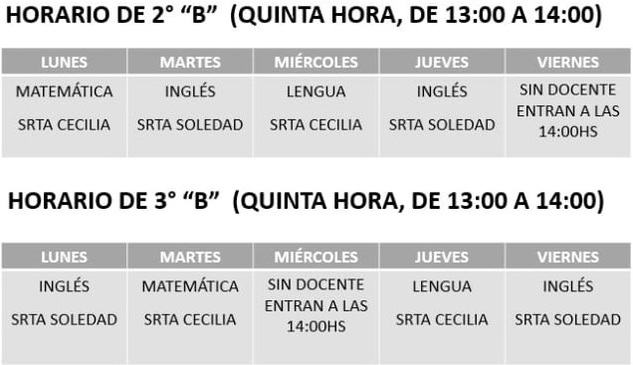 HORARIO DE 2° “B” (QUINTA HORA, DE 13:00 A 14:00)
LUNES MARTES MIÉRCOLES JUEVES VIERNES
MATEMÁTICA INGLÉS LENGUA INGLÉS SIN DOCENTE
ENTRAN A LAS
SRTA CECILIA SRTA SOLEDAD SRTA CECILIA SRTA SOLEDAD 14:00HS
HORARIO DE 3° “B” (QUINTA HORA, DE 13:00 A 14:00)
LUNES MARTES MIÉRCOLES JUEVES VIERNES
INGLÉS MATEMÁTICA SIN DOCENTE LENGUA INGLÉS
ENTRAN A LAS
SRTA SOLEDAD SRTA CECILIA 14:00HS SRTA CECILIA SRTA SOLEDAD